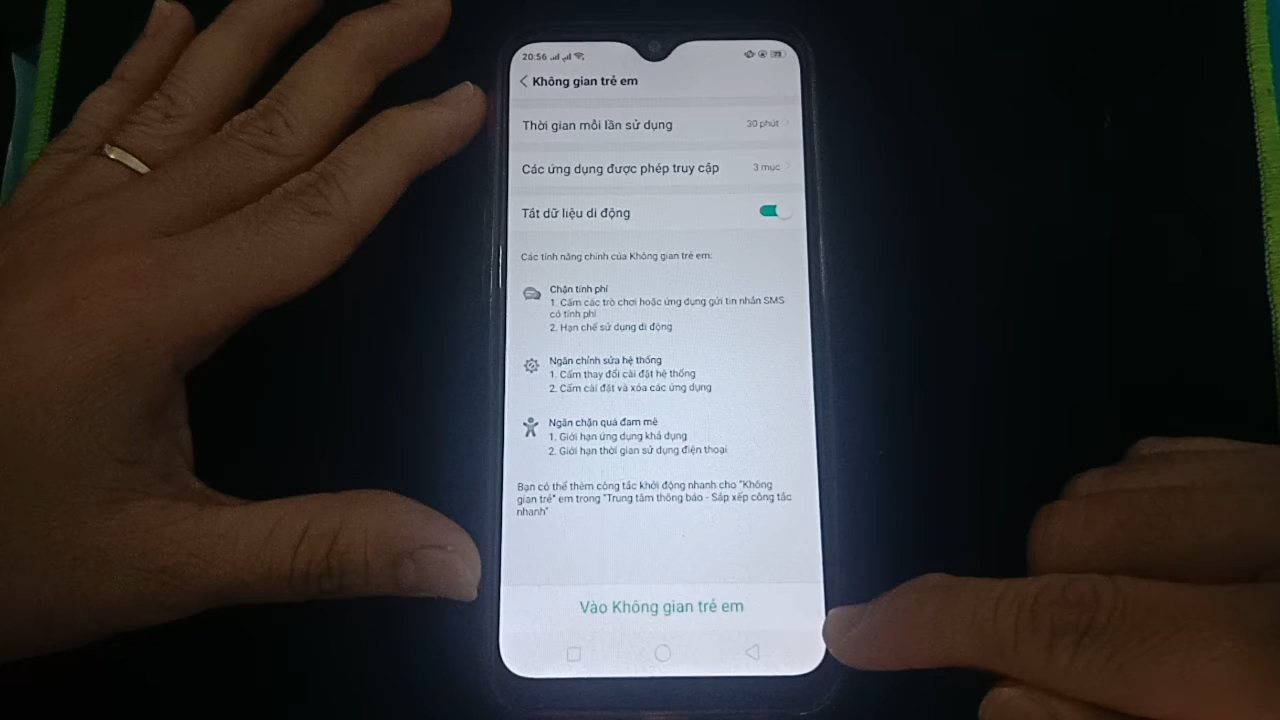 20:56
Không gian trẻ em
Thời gian mỗi lần sử dụng 30 phút
Các ứng dụng được phép truy cập 3 mục
Tắt dữ liệu di động
Các tính năng chính của Không gian trẻ em:
Chặn tính phí
1. Cấm các trò chơi hoặc ứng dụng gửi tin nhắn SMS
có tính phí
2. Hạn chế sử dụng di động
Ngăn chỉnh sửa hệ thống
1. Cấm thay đổi cài đặt hệ thống
2. Cấm cài đặt và xóa các ứng dụng
Ngăn chặn quá đam mê
1. Giới hạn ứng dụng khả dụng
2. Giới hạn thời gian sử dụng điện thoại
Bạn có thể thêm công tắc khởi động nhanh cho "Không
gian trẻ" em trong "Trung tâm thông báo - Sắp xếp công tắc
nhanh"
Vào Không gian trẻ em